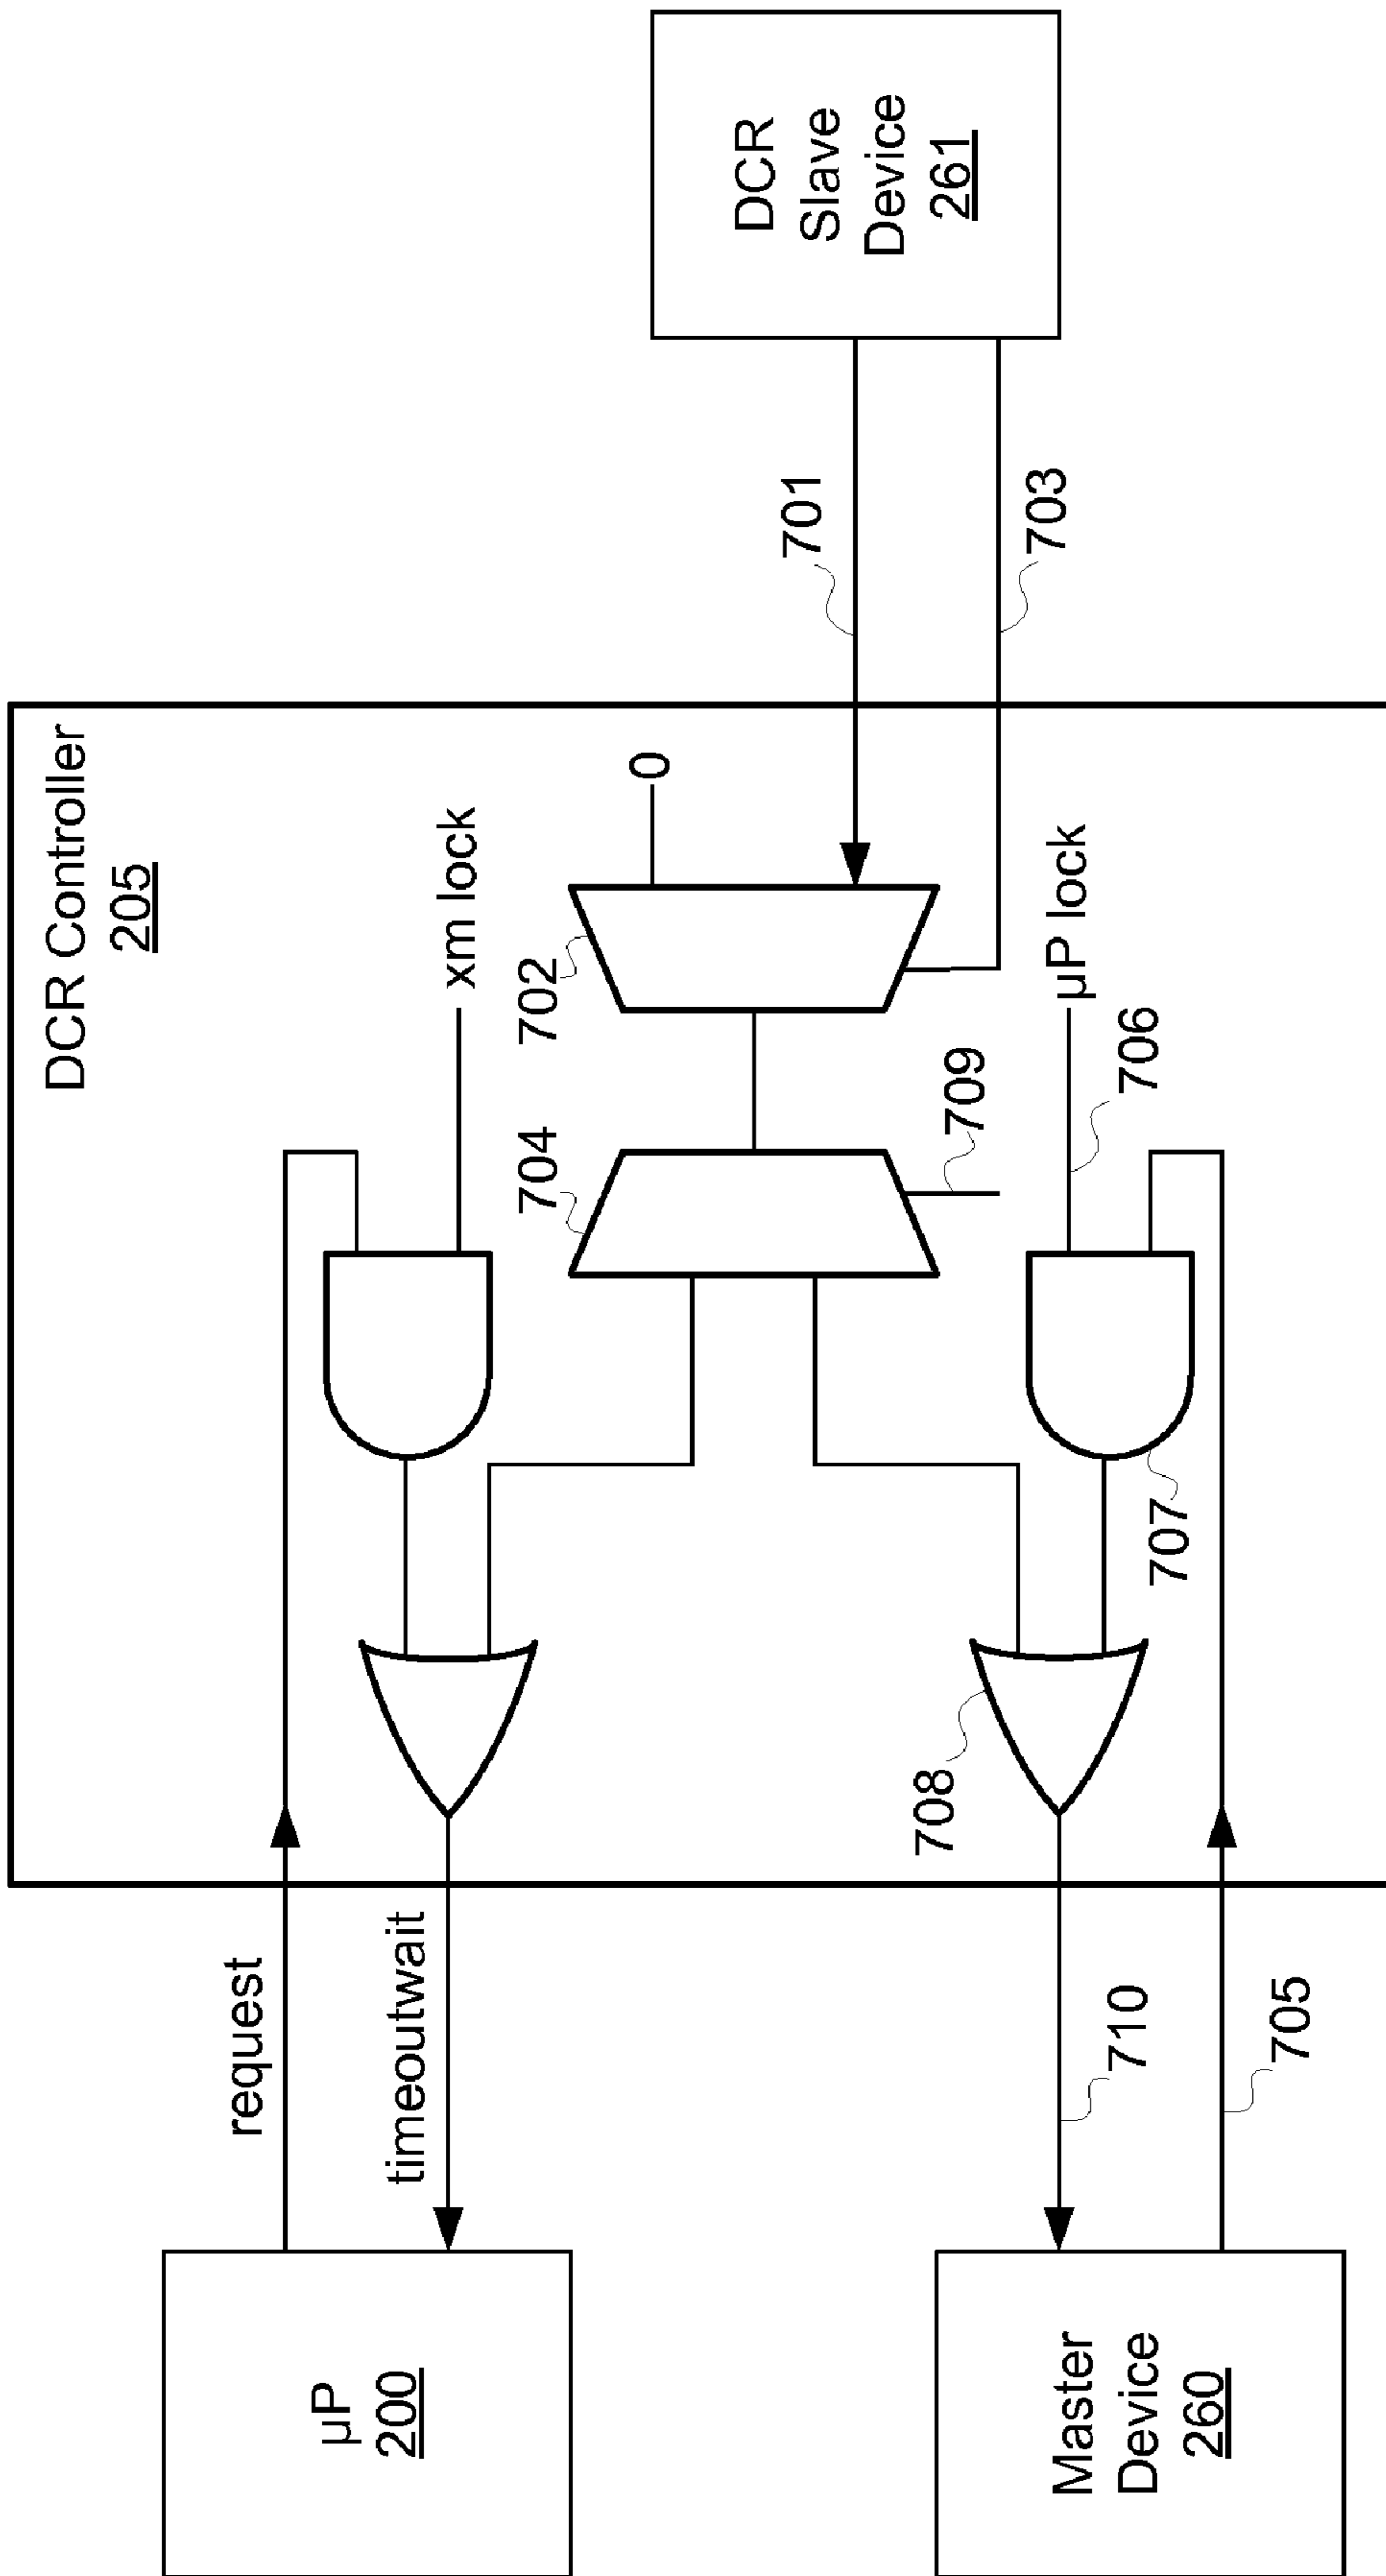 DCR Controller
205
µP
200
request
timeoutwait
xm lock
0
702
704
709
701
703
DCR
Slave
Device
261
µP lock
706
707
708
710
705
Master
Device
260